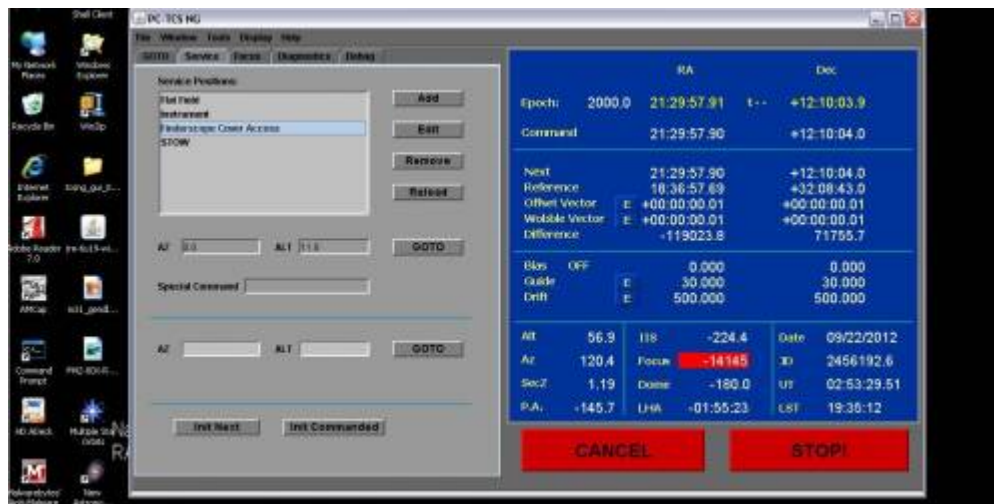 Shell Client
PC-TCS NG
File Window Tools Display Help
GOTO Service Focus Diagnostics Debug
My Network Places
Windows Explorer
Recycle Bin
WinZip
Internet Explorer
Adobe Reader 7.0
AMCap
Command Prompt
HD Attack
Multiple Star Orbits
Malwarebytes'
Service Positions:
Flat Field
Instrument
Finderscope Cover Access
STOW
Add
Edit
Remove
Reload
AZ 0.0 ALT 11.0 GOTO
Special Command
AZ ALT GOTO
Init Next Init Commanded
RA Dec
Epoch: 2000.0 21:29:57.91 t-- +12:10:03.9
Command 21:29:57.90 +12:10:04.0
Next 21:29:57.90 +12:10:04.0
Reference 18:36:57.69 +32:08:43.0
Offset Vector E +00:00:00.01 +00:00:00.01
Wobble Vector E +00:00:00.01 +00:00:00.01
Difference -119023.8 71755.7
Bias OFF 0.000 0.000
Guide E 30.000 30.000
Drift E 500.000 500.000
Alt 56.9 IIS -224.4 Date 09/22/2012
Az 120.4 Focus -14145 JD 2456192.6
SecZ 1.19 Dome -180.0 UT 02:53:29.51
P.A. -145.7 LHA -01:55:23 LST 19:35:12
CANCEL STOP!